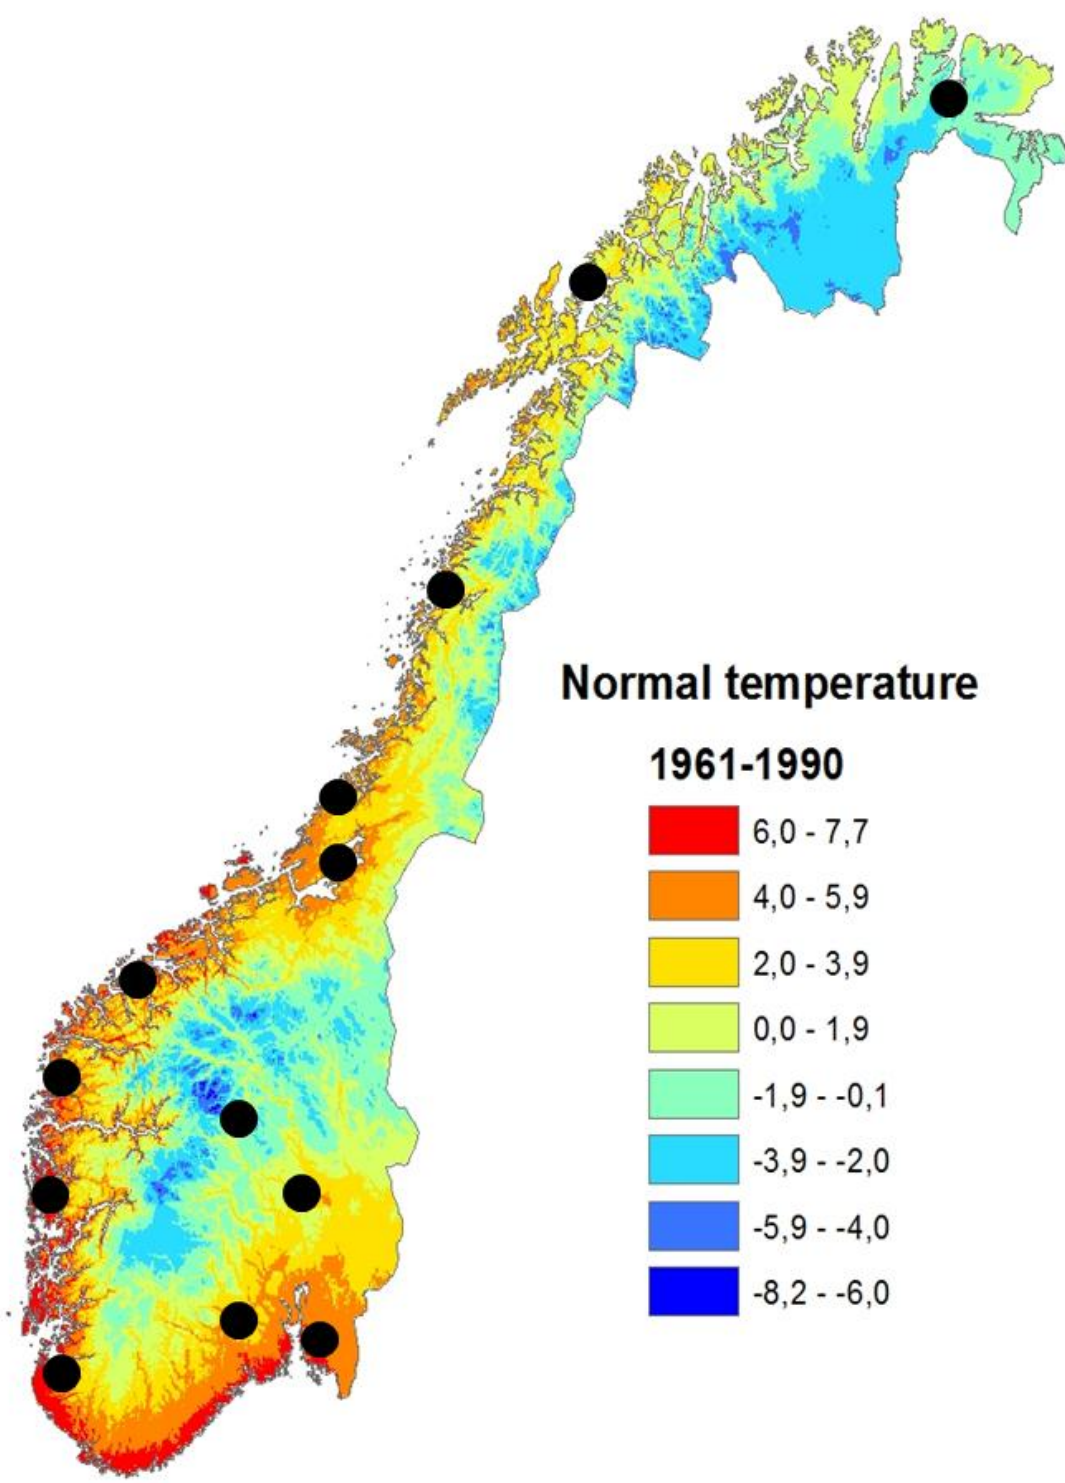 Normal temperature
1961-1990
6,0 - 7,7
4,0 - 5,9
2,0 - 3,9
0,0 - 1,9
-1,9 - -0,1
-3,9 - -2,0
-5,9 - -4,0
-8,2 - -6,0